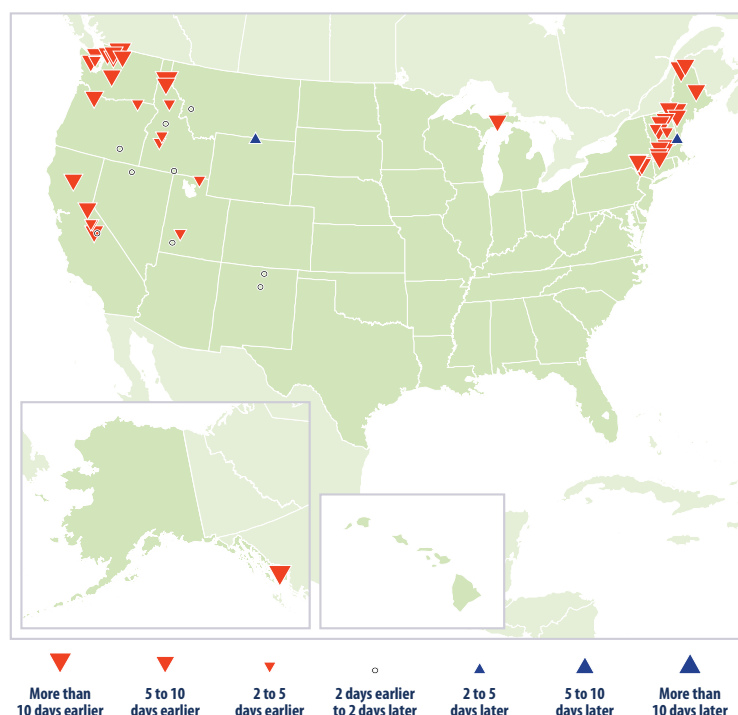 More than
10 days earlier
5 to 10
days earlier
2 to 5
days earlier
2 days earlier
to 2 days later
2 to 5
days later
5 to 10
days later
More than
10 days later